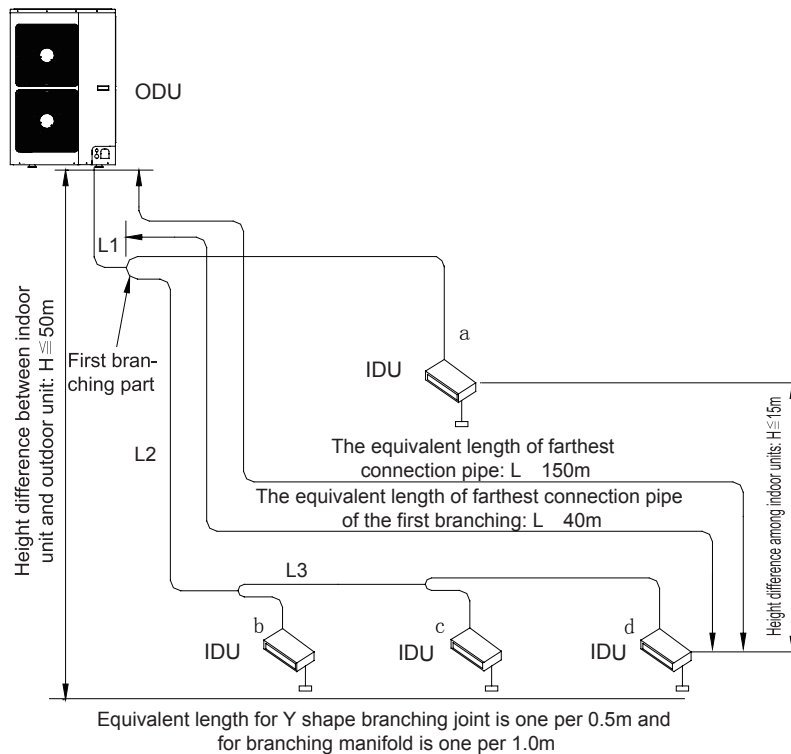 ODU
L1
a
First bran-
ching part
IDU
Height difference between indoor
unit and outdoor unit: H≦50m
L2
The equivalent length of farthest
connection pipe: L 150m
The equivalent length of farthest connection pipe
of the first branching: L 40m
Height difference among indoor units: H≦15m
L3
b
c
d
IDU
IDU
IDU
Equivalent length for Y shape branching joint is one per 0.5m and
for branching manifold is one per 1.0m